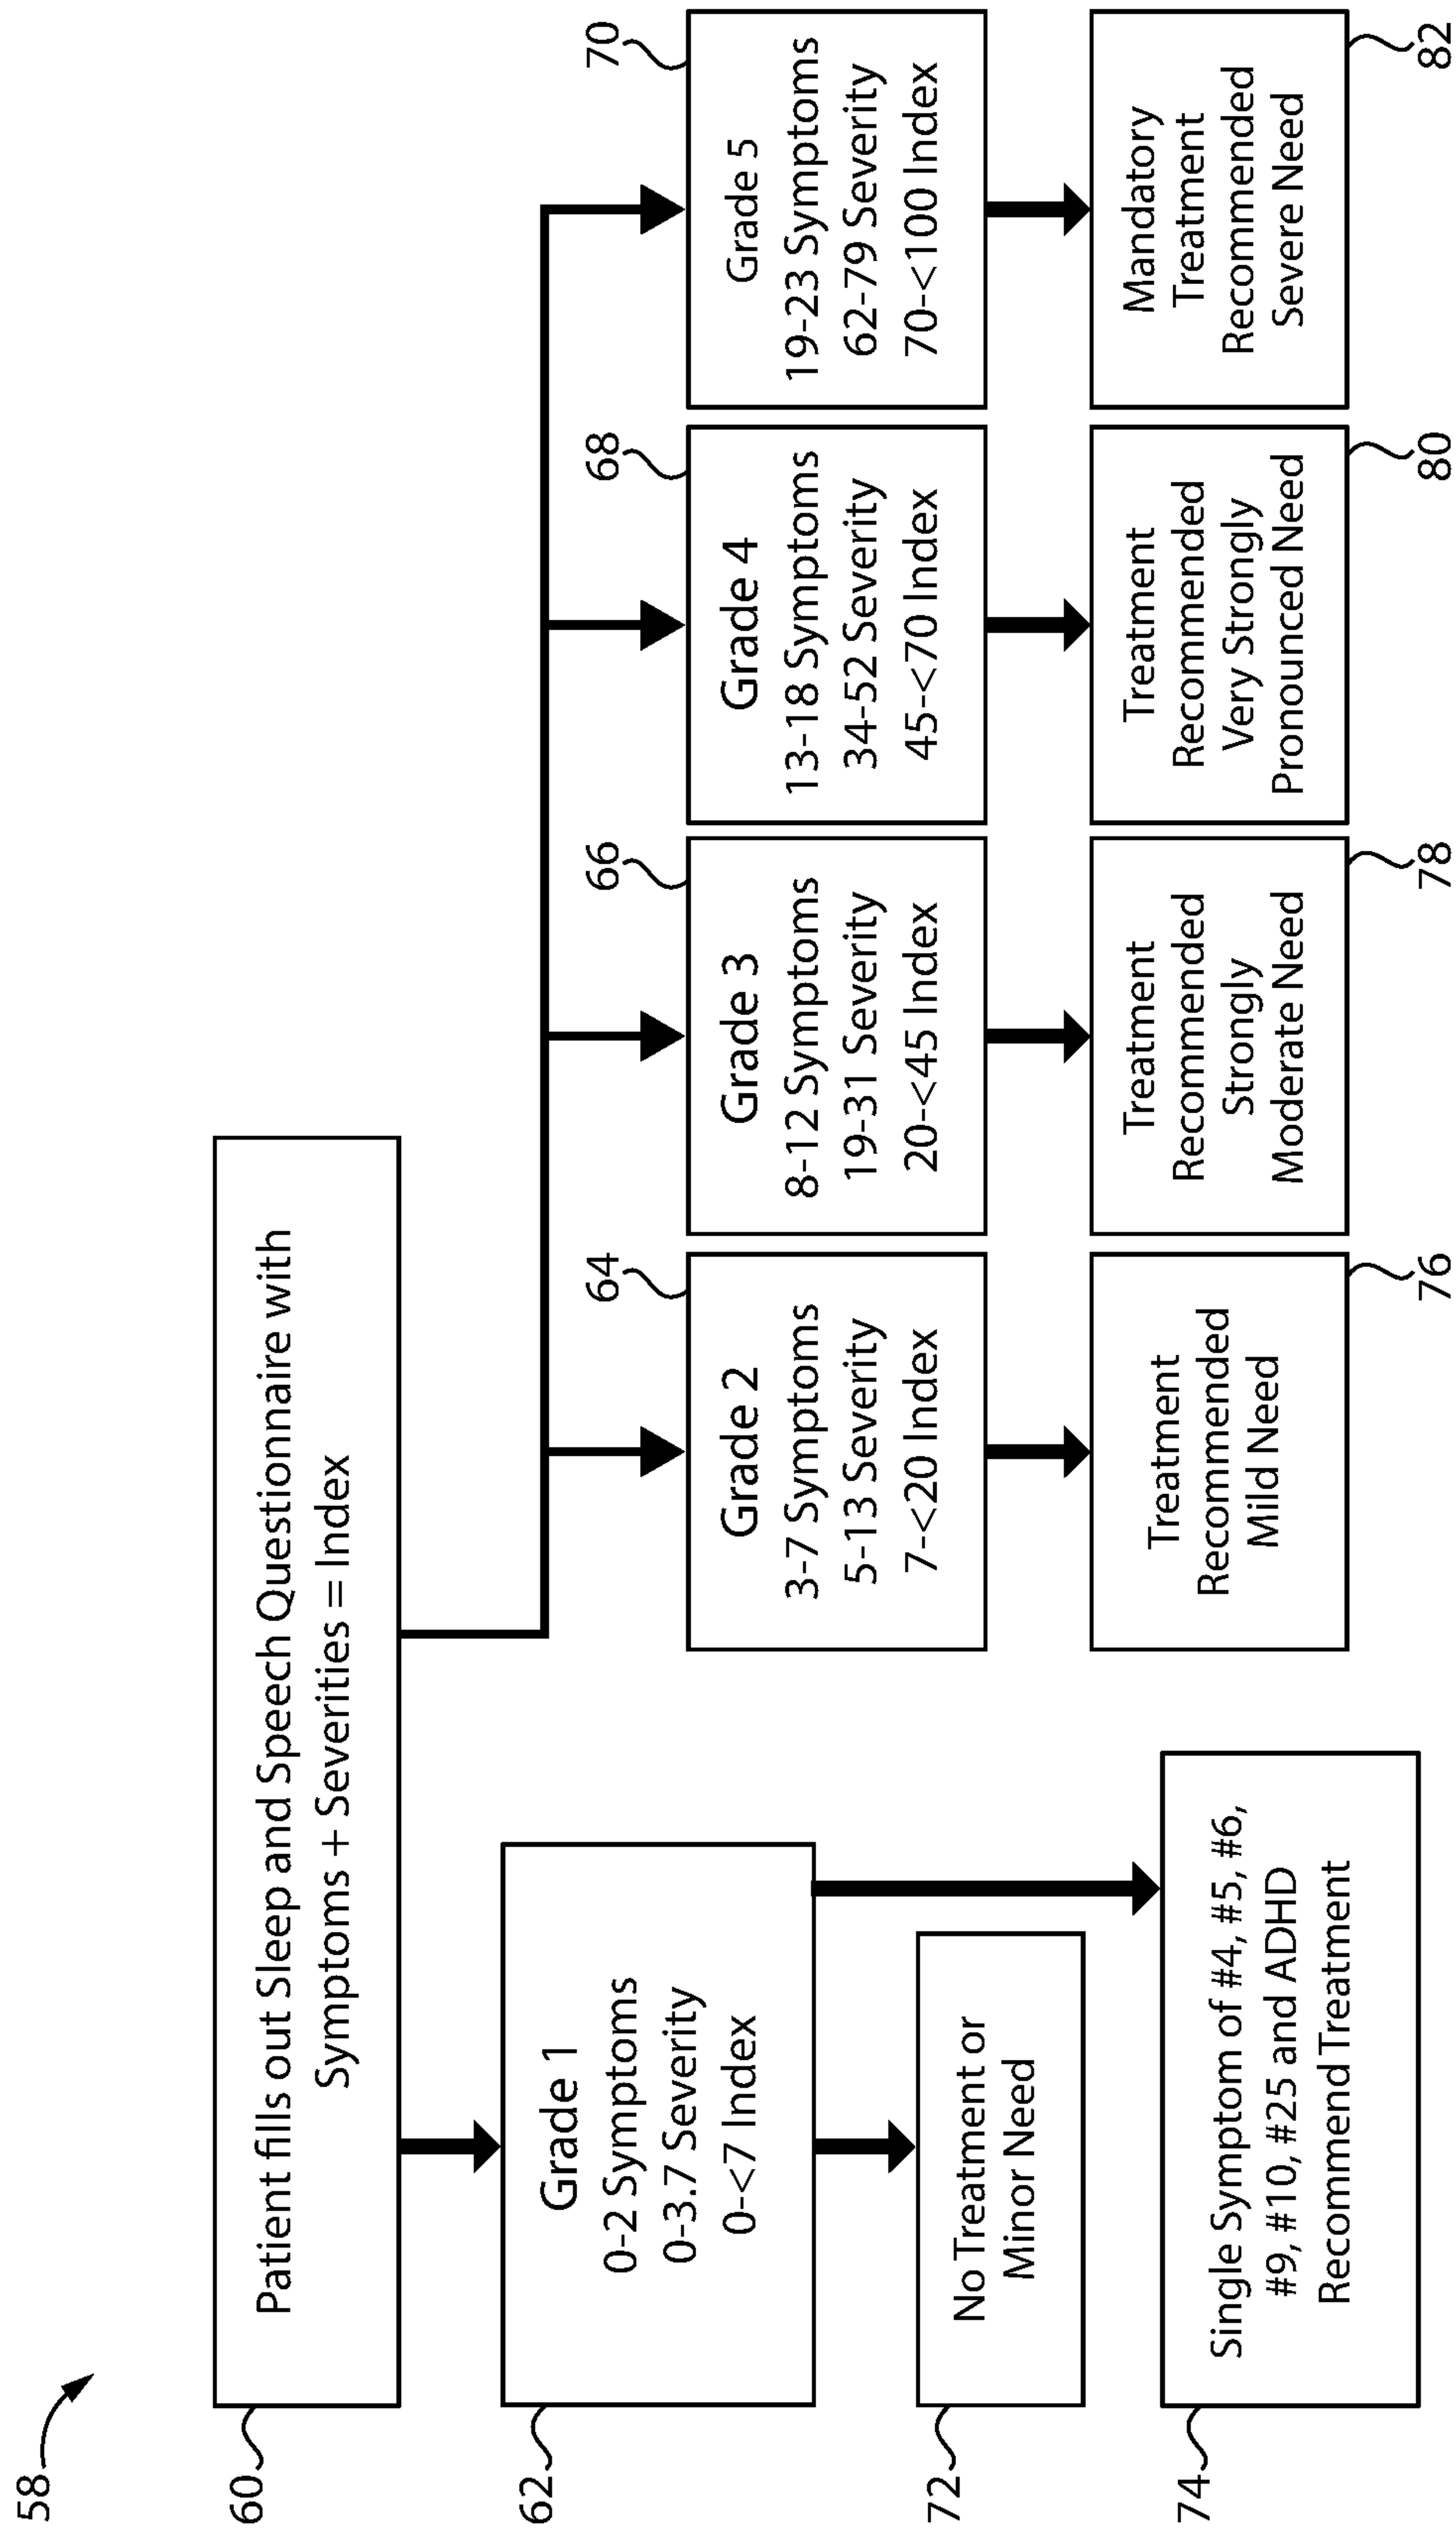 58
60
Patient fills out Sleep and Speech Questionnaire with
Symptoms + Severities = Index
62
Grade 1
0-2 Symptoms
0-3.7 Severity
0-<7 Index
64
Grade 2
3-7 Symptoms
5-13 Severity
7-<20 Index
66
Grade 3
8-12 Symptoms
19-31 Severity
20-<45 Index
68
Grade 4
13-18 Symptoms
34-52 Severity
45-<70 Index
70
Grade 5
19-23 Symptoms
62-79 Severity
70-<100 Index
72
No Treatment or
Minor Need
74
Single Symptom of #4, #5, #6,
#9, #10, #25 and ADHD
Recommend Treatment
Treatment
Recommended
Mild Need
76
Treatment
Recommended
Strongly
Moderate Need
78
Treatment
Recommended
Very Strongly
Pronounced Need
80
Mandatory
Treatment
Recommended
Severe Need
82